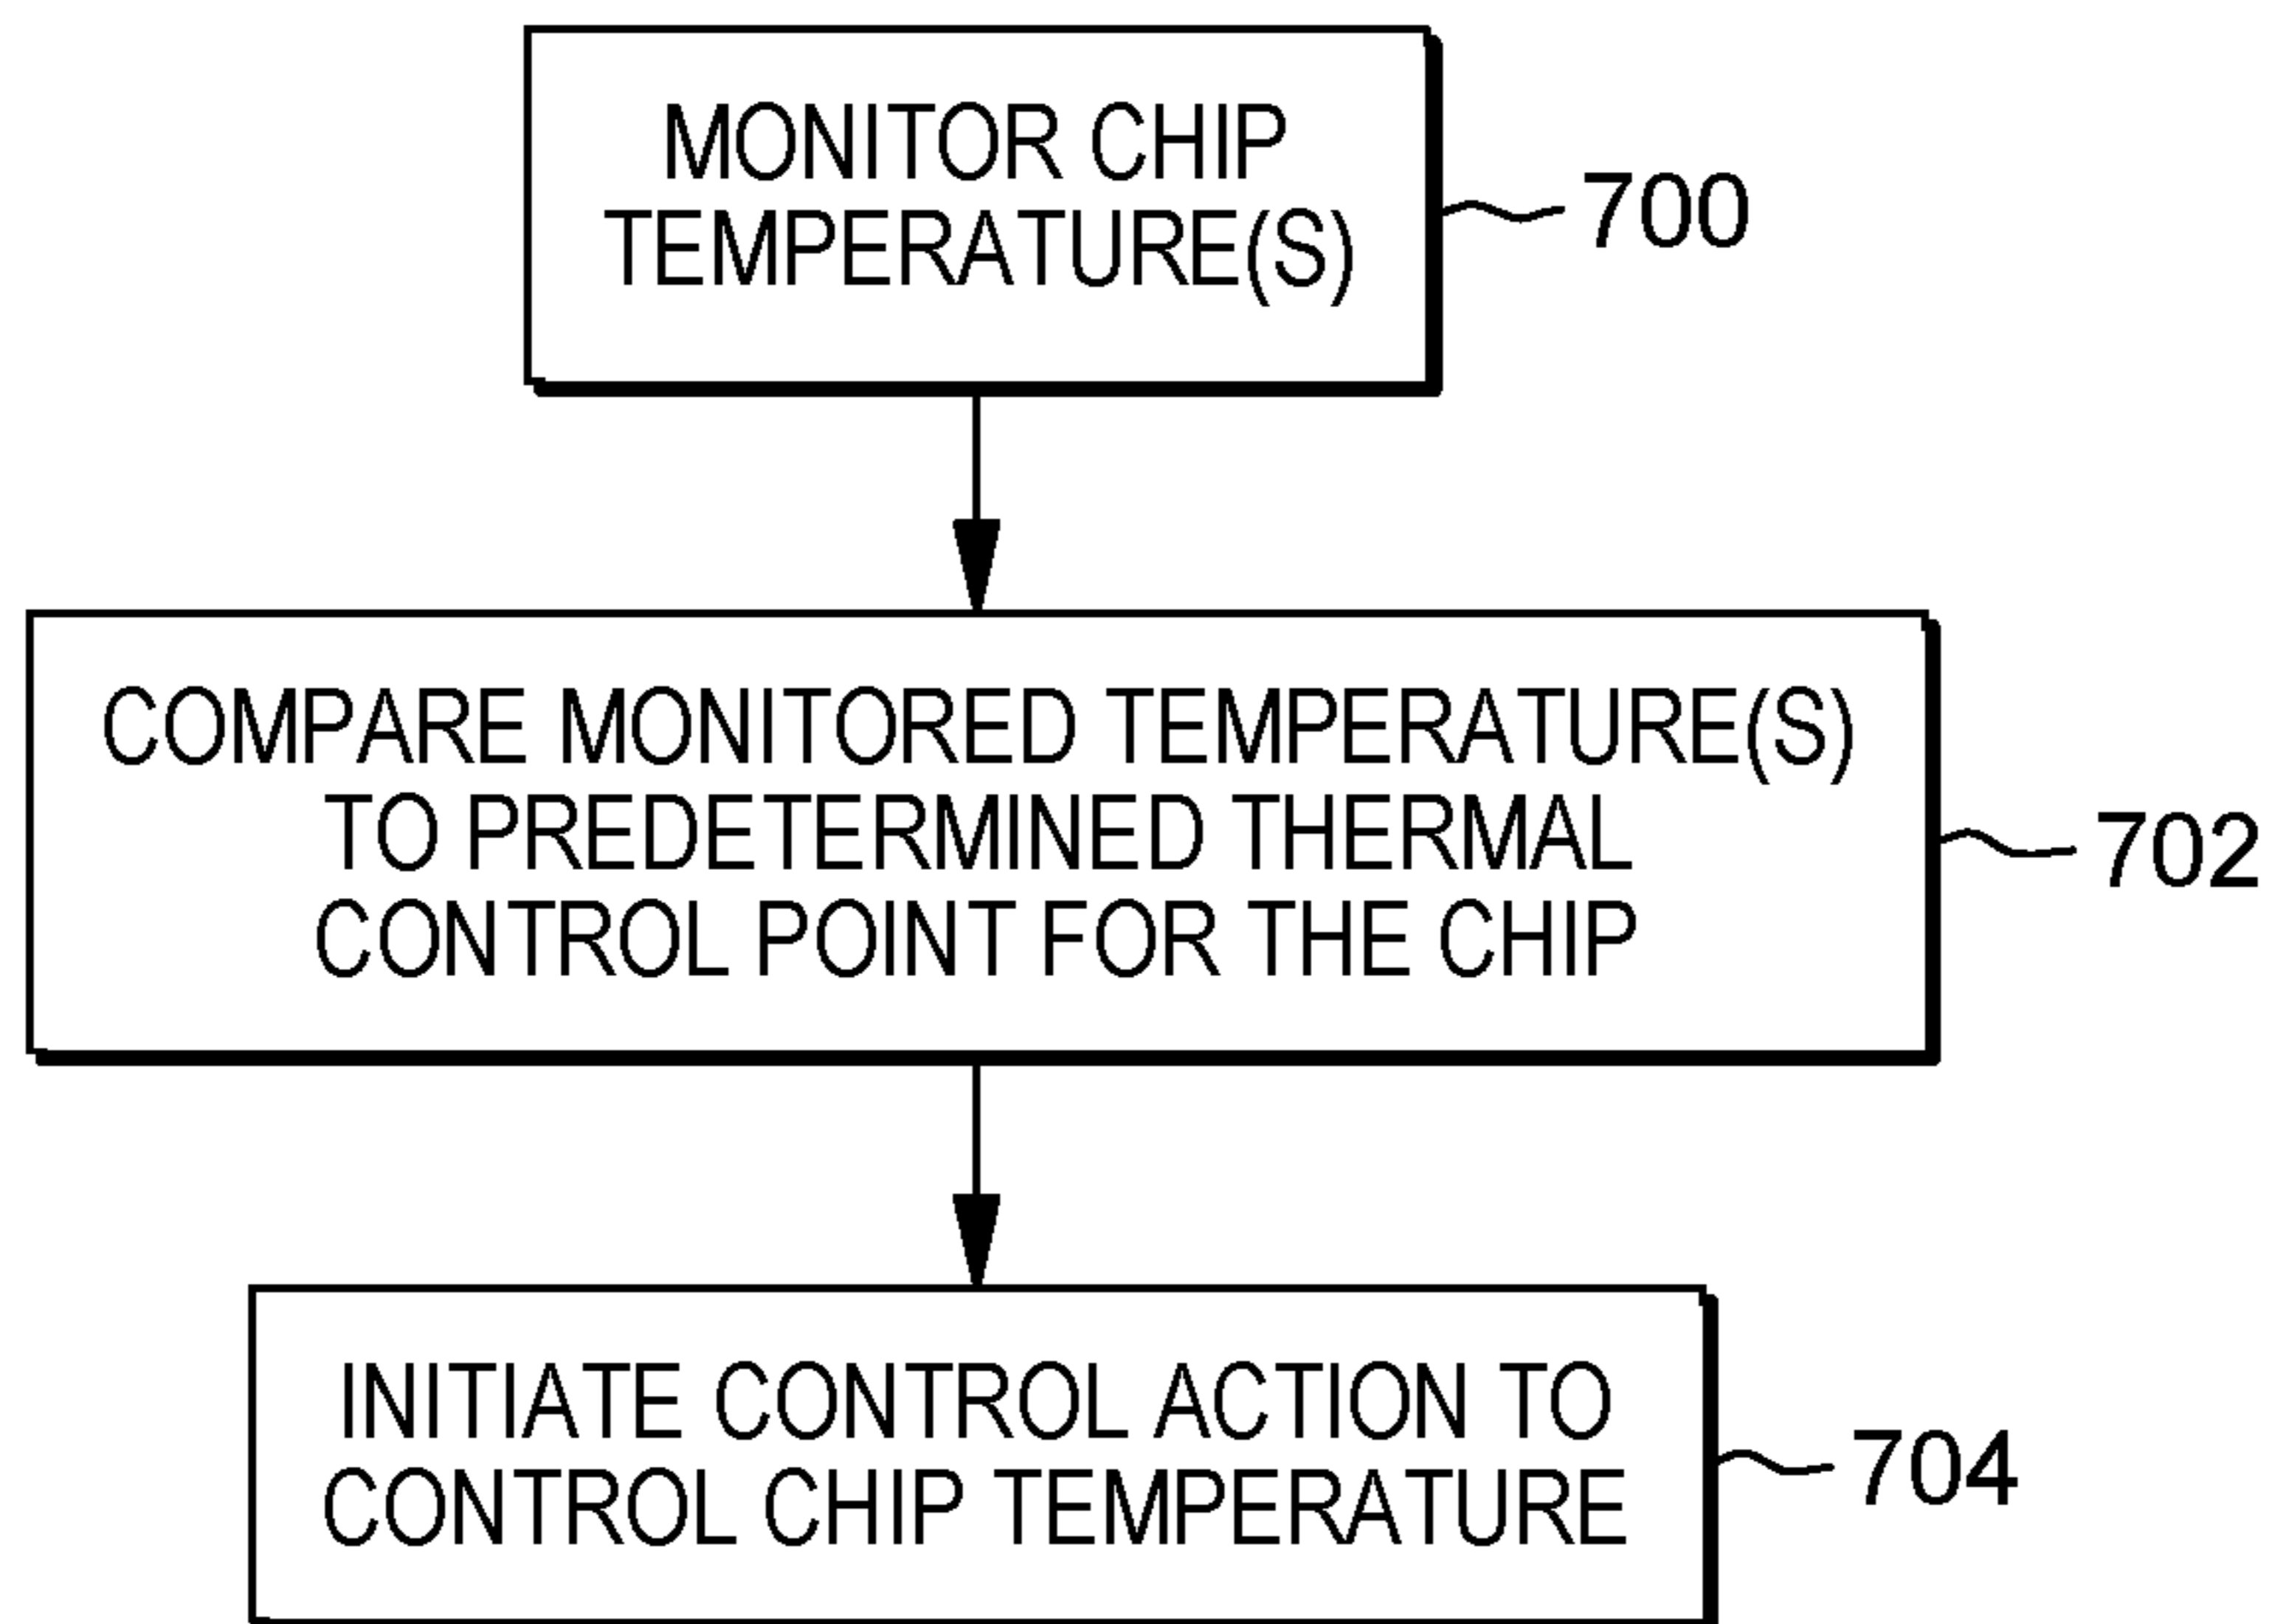 MONITOR CHIP
TEMPERATURE(S)
700
COMPARE MONITORED TEMPERATURE(S)
TO PREDETERMINED THERMAL
CONTROL POINT FOR THE CHIP
702
INITIATE CONTROL ACTION TO
CONTROL CHIP TEMPERATURE
704